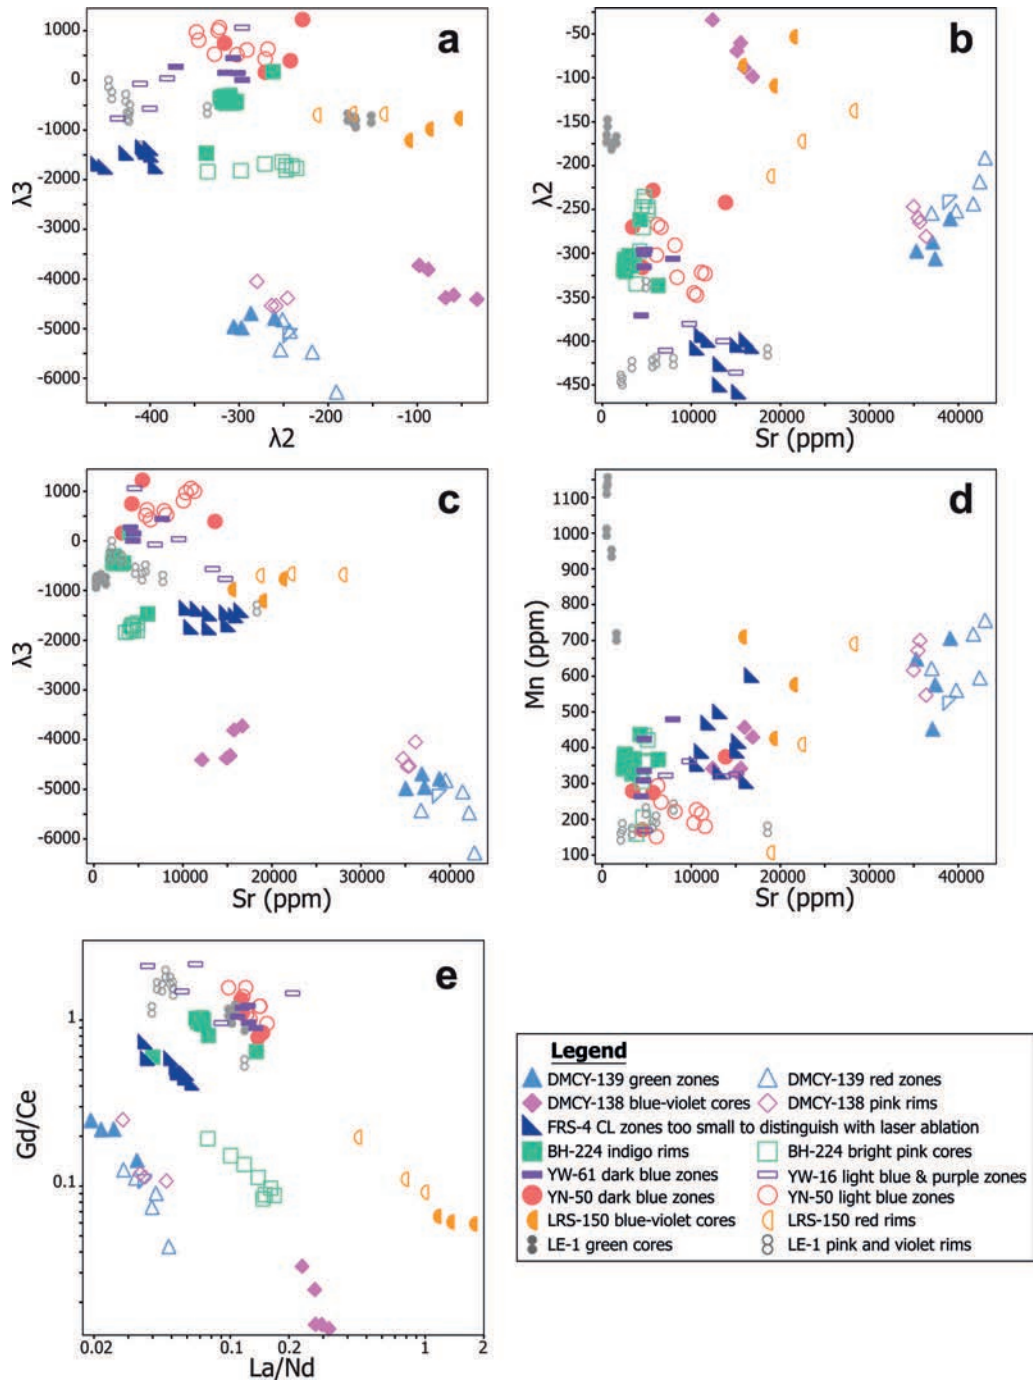 a
1000
0
-1000
-2000
-3000
-4000
-5000
-6000
λ3
-400
-300
-200
-100
λ2
b
-50
-100
-150
-200
-250
-300
-350
-400
-450
λ2
0
10000
20000
30000
40000
Sr (ppm)
c
1000
0
-1000
-2000
-3000
-4000
-5000
-6000
λ3
0
10000
20000
30000
40000
Sr (ppm)
d
1100
1000
900
800
700
600
500
400
300
200
100
Mn (ppm)
0
10000
20000
30000
40000
Sr (ppm)
e
1
0.1
Gd/Ce
0.02
0.1
0.2
1
2
La/Nd
Legend
DMCY-139 green zones
DMCY-139 red zones
DMCY-138 blue-violet cores
DMCY-138 pink rims
FRS-4 CL zones too small to distinguish with laser ablation
BH-224 indigo rims
BH-224 bright pink cores
YW-61 dark blue zones
YW-16 light blue & purple zones
YN-50 dark blue zones
YN-50 light blue zones
LRS-150 blue-violet cores
LRS-150 red rims
LE-1 green cores
LE-1 pink and violet rims